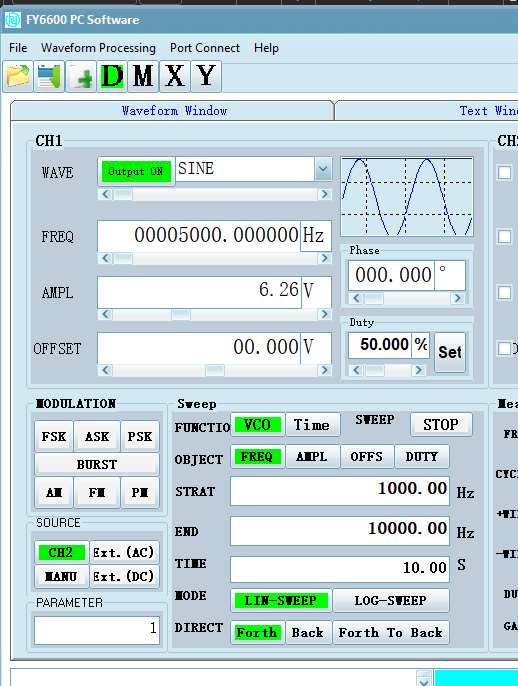 FY6600 PC Software
File Waveform Processing Port Connect Help
D M X Y
Waveform Window Text Win
CH1
WAVE Output ON SINE
FREQ 00005000.000000 Hz
AMPL 6.26 V
OFFSET 00.000 V
Phase
000.000 °
Duty
50.000 % Set
MODULATION
FSK ASK PSK
BURST
AM FM PM
SOURCE
CH2 Ext.(AC)
MANU Ext.(DC)
PARAMETER
1
Sweep
FUNCTIO VCO Time SWEEP STOP
OBJECT FREQ AMPL OFFS DUTY
STRAT 1000.00 Hz
END 10000.00 Hz
TIME 10.00 S
MODE LIN-SWEEP LOG-SWEEP
DIRECT Forth Back Forth To Back
CH
Mea
FR
CYC
+WI
-WI
DU
GA